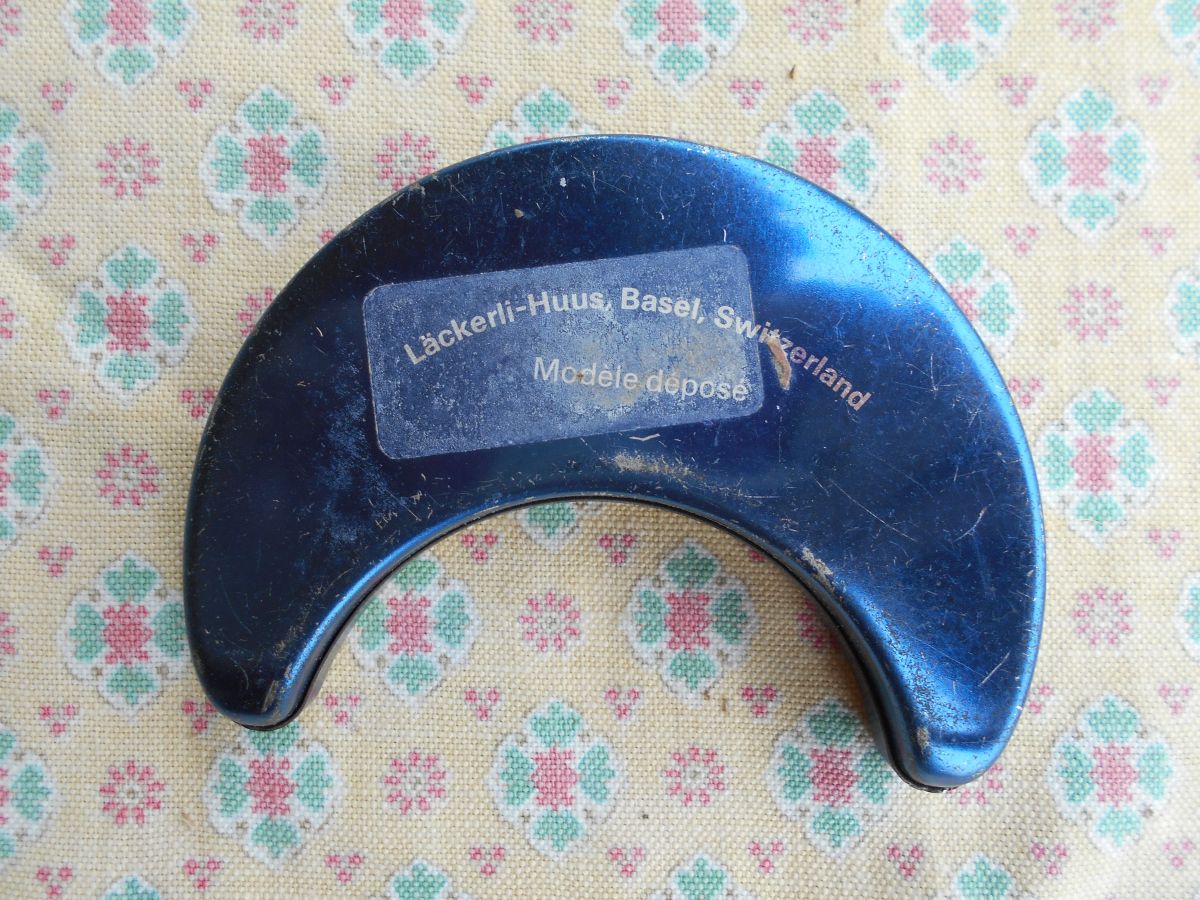 Läckerli-Huus, Basel, Switzerland
Modèle déposé